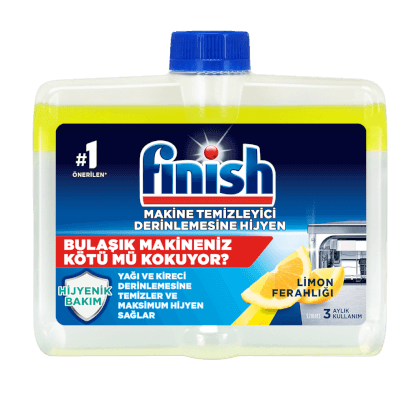 #1
ÖNERİLEN*
finish
MAKİNE TEMİZLEYİCİ
DERİNLEMESİNE HİJYEN
BULAŞIK MAKİNENİZ
KÖTÜ MÜ KOKUYOR?
HİJYENİK
BAKIM
YAĞI VE KİRECİ
DERİNLEMESİNE
TEMİZLER VE
MAKSİMUM HİJYEN
SAĞLAR
LİMON
FERAHLIĞI
3 AYLIK
KULLANIM